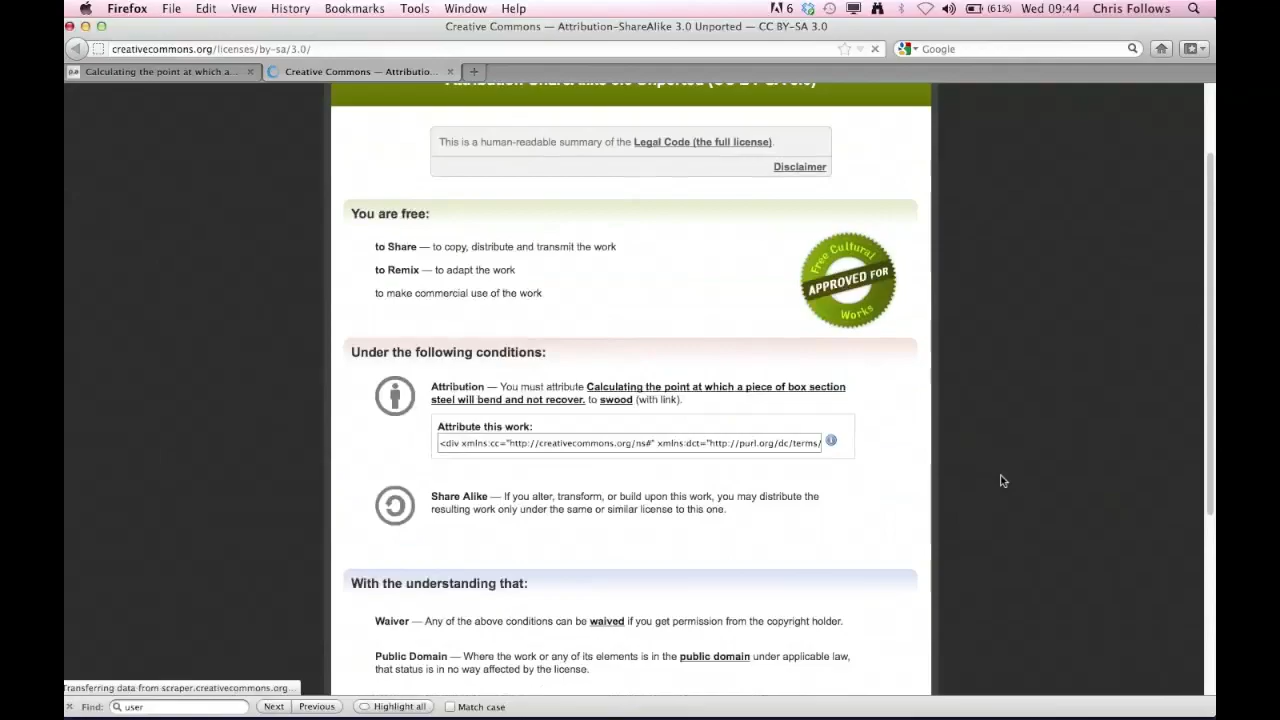 Firefox File Edit View History Bookmarks Tools Window Help 6 (61%) Wed 09:44 Chris Follows
Creative Commons — Attribution-ShareAlike 3.0 Unported — CC BY-SA 3.0
creativecommons.org/licenses/by-sa/3.0/ Google
Calculating the point at which a... Creative Commons — Attributio...
This is a human-readable summary of the Legal Code (the full license).
Disclaimer
You are free:
to Share — to copy, distribute and transmit the work
to Remix — to adapt the work
to make commercial use of the work
Free Cultural
APPROVED FOR
Works
Under the following conditions:
Attribution — You must attribute Calculating the point at which a piece of box section
steel will bend and not recover. to swood (with link).
Attribute this work:
<div xmlns:cc="http://creativecommons.org/ns#" xmlns:dct="http://purl.org/dc/terms/
Share Alike — If you alter, transform, or build upon this work, you may distribute the
resulting work only under the same or similar license to this one.
With the understanding that:
Waiver — Any of the above conditions can be waived if you get permission from the copyright holder.
Public Domain — Where the work or any of its elements is in the public domain under applicable law,
that status is in no way affected by the license.
Transferring data from scraper.creativecommons.org...
Find: user Next Previous Highlight all Match case